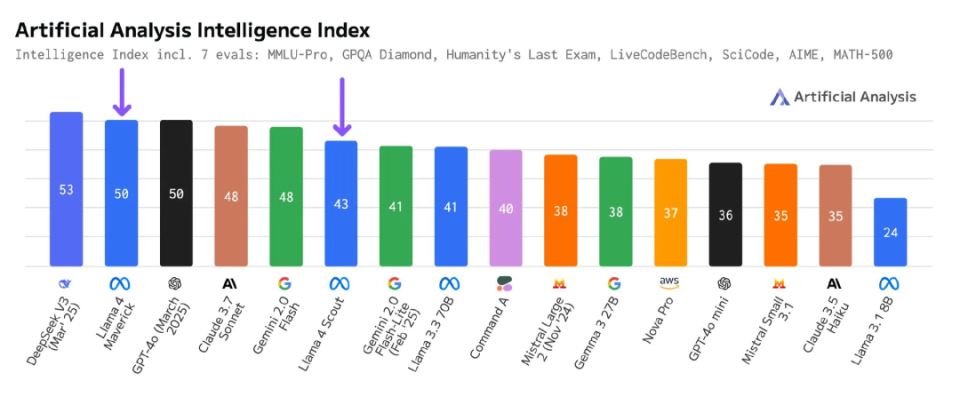 Artificial Analysis Intelligence Index
Intelligence Index incl. 7 evals: MMLU-Pro, GPQA Diamond, Humanity's Last Exam, LiveCodeBench, SciCode, AIME, MATH-500
Artificial Analysis
53
50
50
48
48
43
41
41
40
38
38
37
36
35
35
24
aws
DeepSeek V3
(Mar' 25)
Llama 4
Maverick
GPT-4o (March
2025)
Claude 3.7
Sonnet
Gemini 2.0
Flash
Llama 4 Scout
Gemini 2.0
Flash-Lite
(Feb '25)
Llama 3.3 70B
Command A
Mistral Large
2 (Nov '24)
Gemma 3 27B
Nova Pro
GPT-4o mini
Mistral Small
3.1
Claude 3.5
Haiku
Llama 3.1 8B